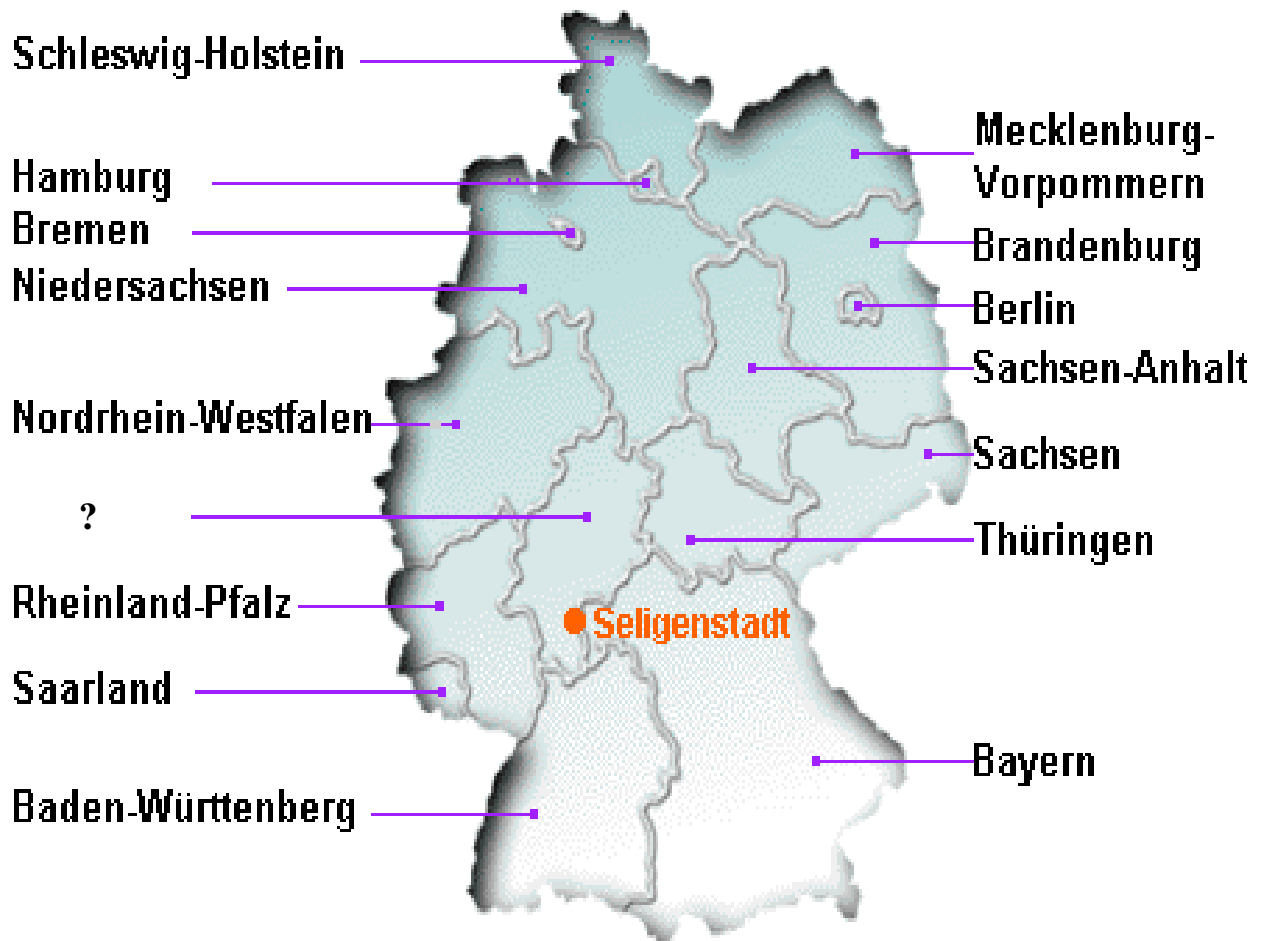 Schleswig-Holstein
Hamburg
Bremen
Niedersachsen
Nordrhein-Westfalen
?
Rheinland-Pfalz
Saarland
Baden-Württenberg
Mecklenburg-
Vorpommern
Brandenburg
Berlin
Sachsen-Anhalt
Sachsen
Thüringen
Seligenstadt
Bayern